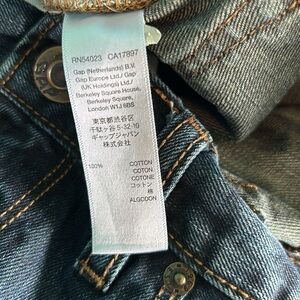 RN54023 CA17897
Gap (Netherlands) B.V.
Gap Europe Ltd./ Gap
(UK Holdings) Ltd./
Berkeley Square House,
Berkeley Square
London W1J 6BS
東京都渋谷区
千駄ヶ谷 5-32-10
ギャップジャパン
株式会社
100% COTTON
COTON
COTONE
コットン
棉
ALGODON